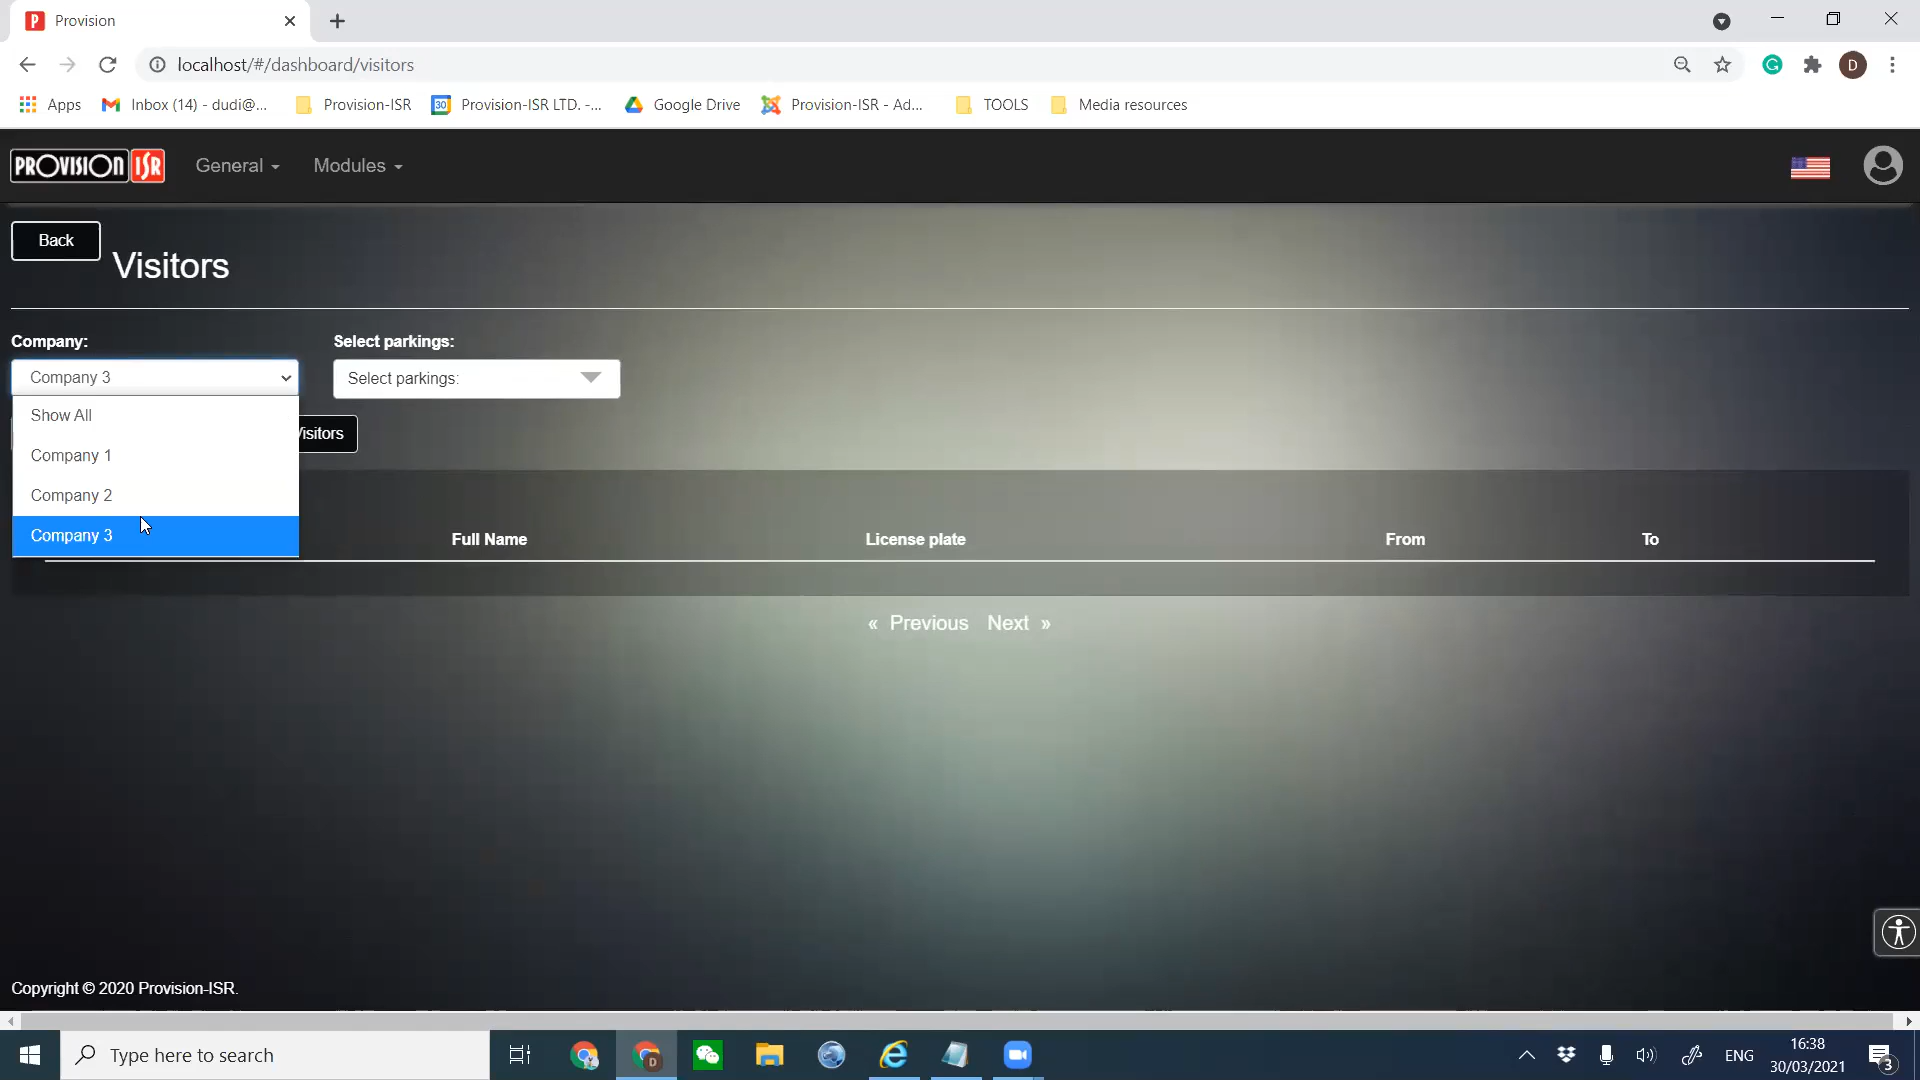 Provision
localhost/#/dashboard/visitors
Apps
Inbox (14) - dudi@...
Provision-ISR
Provision-ISR LTD. -...
Google Drive
Provision-ISR - Ad...
TOOLS
Media resources
D
PROVISION ISR
General
Modules
Back
Visitors
Company:
Select parkings:
Company 3
Select parkings:
Show All
Company 1
Company 2
Company 3
Visitors
Full Name
License plate
From
To
« Previous Next »
Copyright © 2020 Provision-ISR.
Type here to search
ENG
16:38
30/03/2021
3